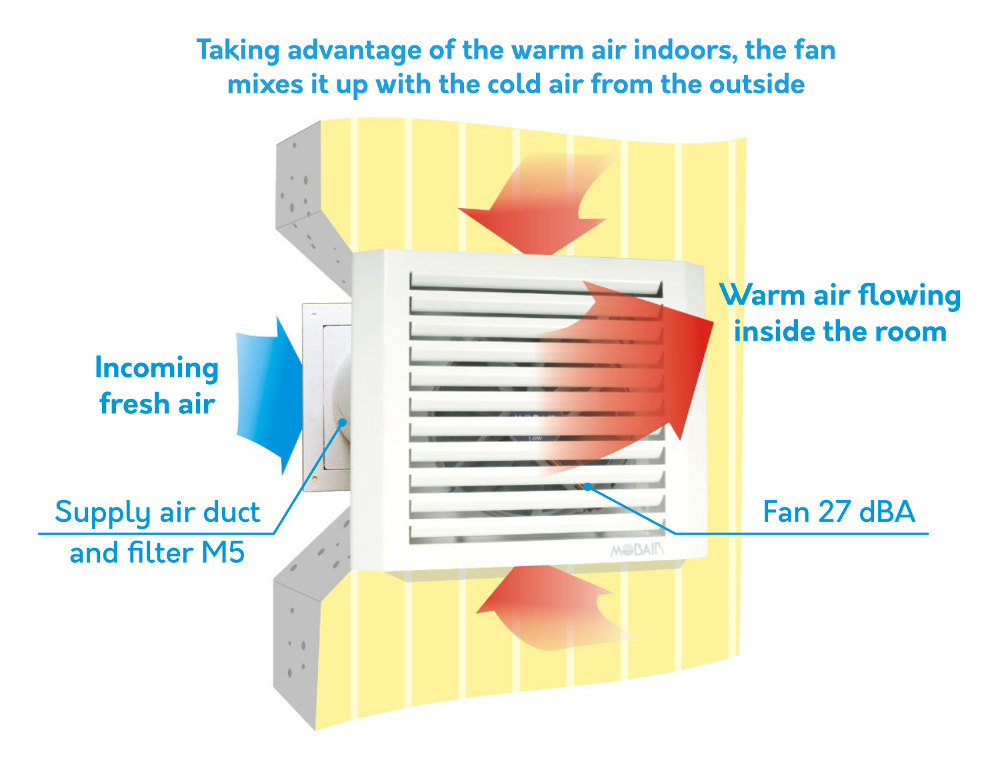 Taking advantage of the warm air indoors, the fan
mixes it up with the cold air from the outside
Warm air flowing
inside the room
Incoming
fresh air
Supply air duct
and filter M5
Fan 27 dBA
MOBAIR